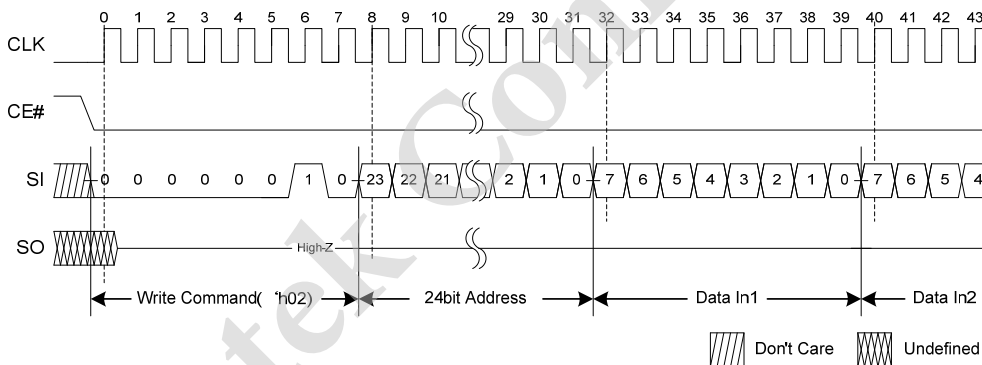 0 1 2 3 4 5 6 7 8 9 10 29 30 31 32 33 34 35 36 37 38 39 40 41 42 43
CLK
CE#
SI 0 0 0 0 0 0 1 0 23 22 21 2 1 0 7 6 5 4 3 2 1 0 7 6 5 4
SO High-Z
Write Command( 'h02) 24bit Address Data In1 Data In2
Don't Care Undefined